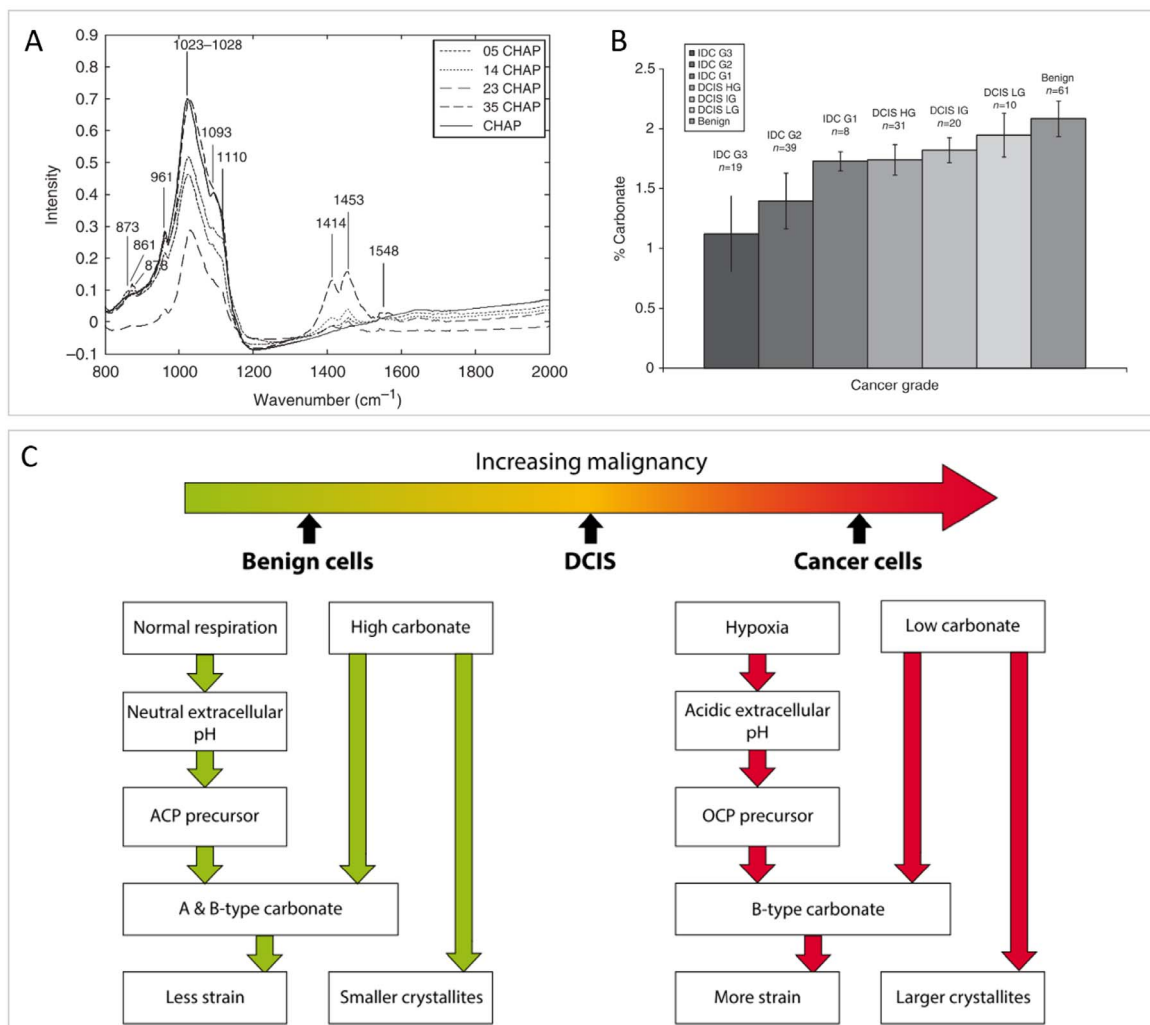 A
0.9
0.8
0.7
0.6
0.5
0.4
0.3
0.2
0.1
0
–0.1
Intensity
800
1000
1200
1400
1600
1800
2000
Wavenumber (cm⁻¹)
1023–1028
1093
1110
961
873
861
878
1414
1453
1548
05 CHAP
14 CHAP
23 CHAP
35 CHAP
CHAP
B
2.5
2
1.5
1
0.5
0
% Carbonate
IDC G3
IDC G2
IDC G1
DCIS HG
DCIS IG
DCIS LG
Benign
IDC G3
n=19
IDC G2
n=39
IDC G1
n=8
DCIS HG
n=31
DCIS IG
n=20
DCIS LG
n=10
Benign
n=61
Cancer grade
C
Increasing malignancy
Benign cells
DCIS
Cancer cells
Normal respiration
High carbonate
Neutral extracellular
pH
ACP precursor
A & B-type carbonate
Less strain
Smaller crystallites
Hypoxia
Low carbonate
Acidic extracellular
pH
OCP precursor
B-type carbonate
More strain
Larger crystallites